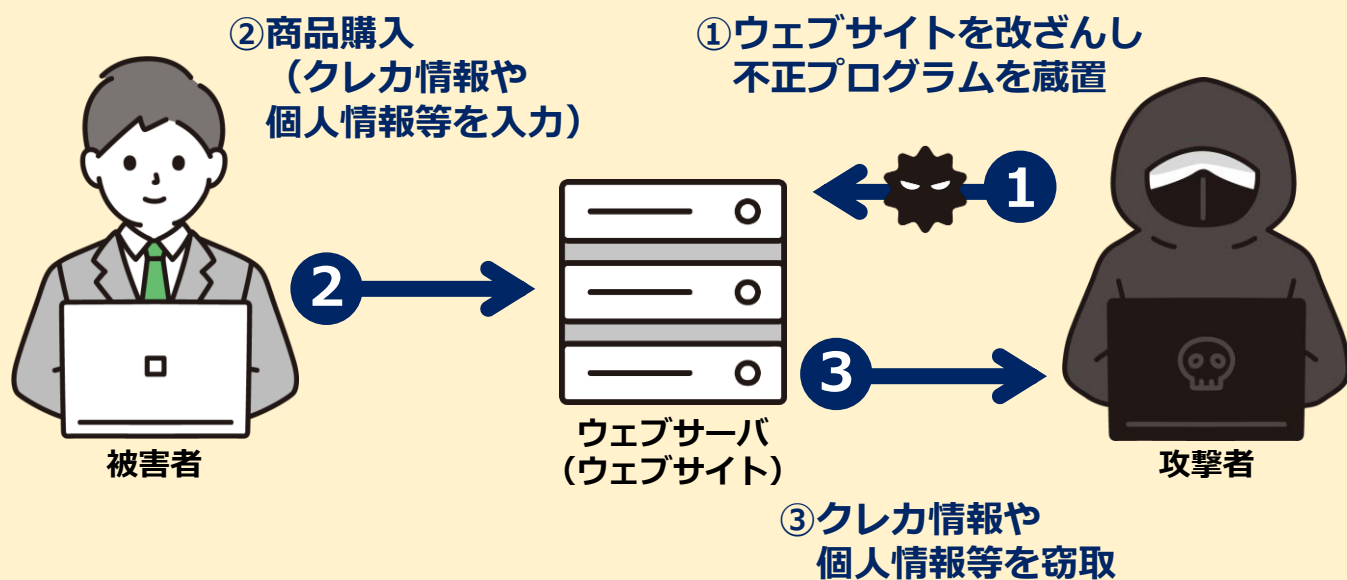 ②商品購入
（クレカ情報や
個人情報等を入力）
①ウェブサイトを改ざんし
不正プログラムを蔵置
1
2
3
被害者
ウェブサーバ
（ウェブサイト）
攻撃者
③クレカ情報や
個人情報等を窃取